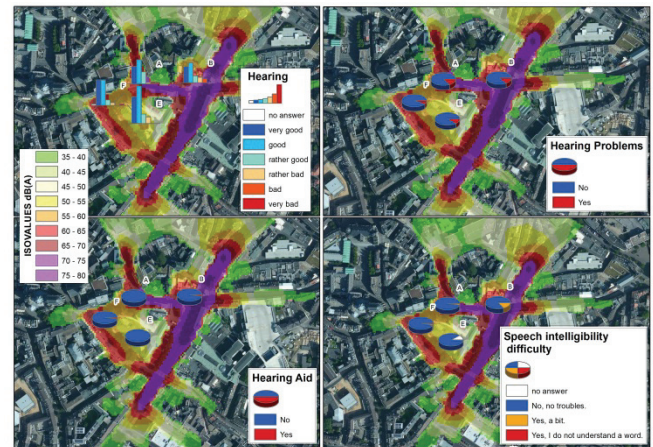 A
B
F
E
Hearing
no answer
very good
good
rather good
rather bad
bad
very bad
ISOVALUES dB(A)
35 - 40
40 - 45
45 - 50
50 - 55
55 - 60
60 - 65
65 - 70
70 - 75
75 - 80
A
B
F
E
Hearing Problems
No
Yes
A
B
F
E
Hearing Aid
No
Yes
A
B
F
E
Speech intelligibility
difficulty
no answer
No, no troubles.
Yes, a bit.
Yes, I do not understand a word.